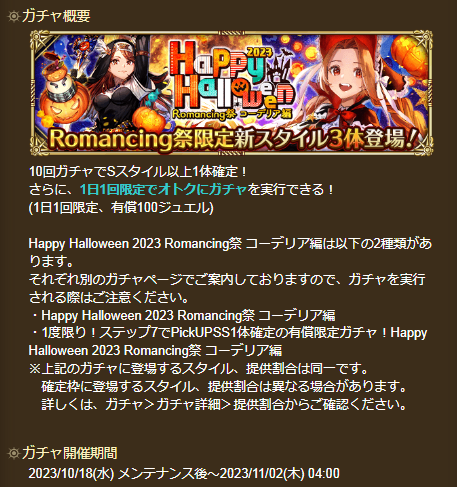 ガチャ概要
2023
Happy
Halloween
Romancing祭 コーデリア編
Romancing祭限定新スタイル3体登場!
10回ガチャでSスタイル以上1体確定！
さらに、1日1回限定でオトクにガチャを実行できる！
(1日1回限定、有償100ジュエル)
Happy Halloween 2023 Romancing祭 コーデリア編は以下の2種類があ
ります。
それぞれ別のガチャページでご案内しておりますので、ガチャを実行
される際はご注意ください。
・Happy Halloween 2023 Romancing祭 コーデリア編
・1度限り！ステップ7でPickUPSS1体確定の有償限定ガチャ！Happy
Halloween 2023 Romancing祭 コーデリア編
※上記のガチャに登場するスタイル、提供割合は同一です。
確定枠に登場するスタイル、提供割合は異なる場合があります。
詳しくは、ガチャ＞ガチャ詳細＞提供割合からご確認ください。
ガチャ開催期間
2023/10/18(水) メンテナンス後～2023/11/02(木) 04:00